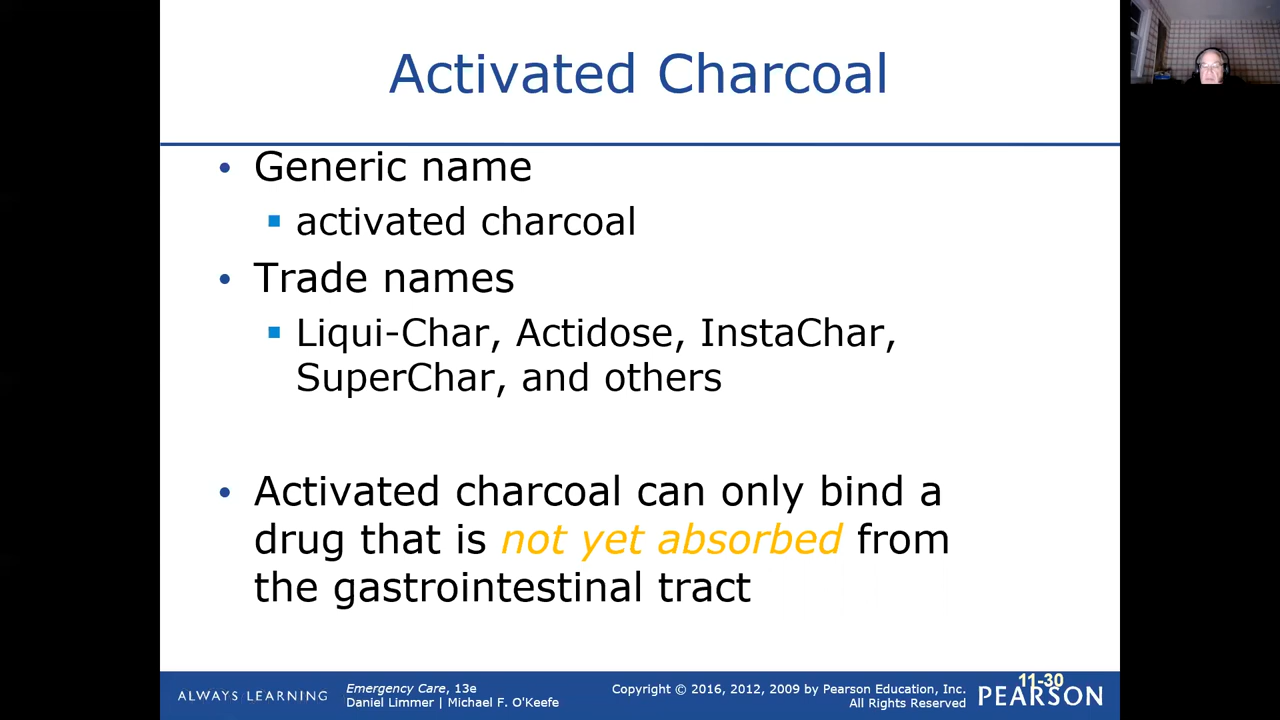 Activated Charcoal
• Generic name
▪ activated charcoal
• Trade names
▪ Liqui-Char, Actidose, InstaChar,
SuperChar, and others
• Activated charcoal can only bind a
drug that is not yet absorbed from
the gastrointestinal tract
ALWAYS LEARNING
Emergency Care, 13e
Daniel Limmer | Michael F. O'Keefe
Copyright © 2016, 2012, 2009 by Pearson Education, Inc.
All Rights Reserved
11-30
PEARSON